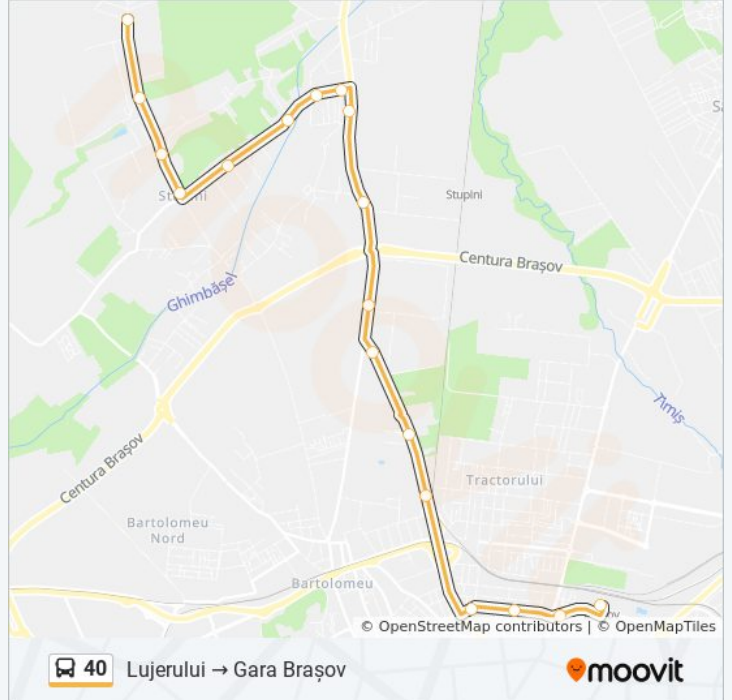 Stupini
Centura Brașov
Ghimbășel
Timiș
Centura Brașov
Tractorului
Bartolomeu
Nord
Bartolomeu
© OpenStreetMap contributors | © OpenMapTiles
40 Lujerului → Gara Brașov
moovit